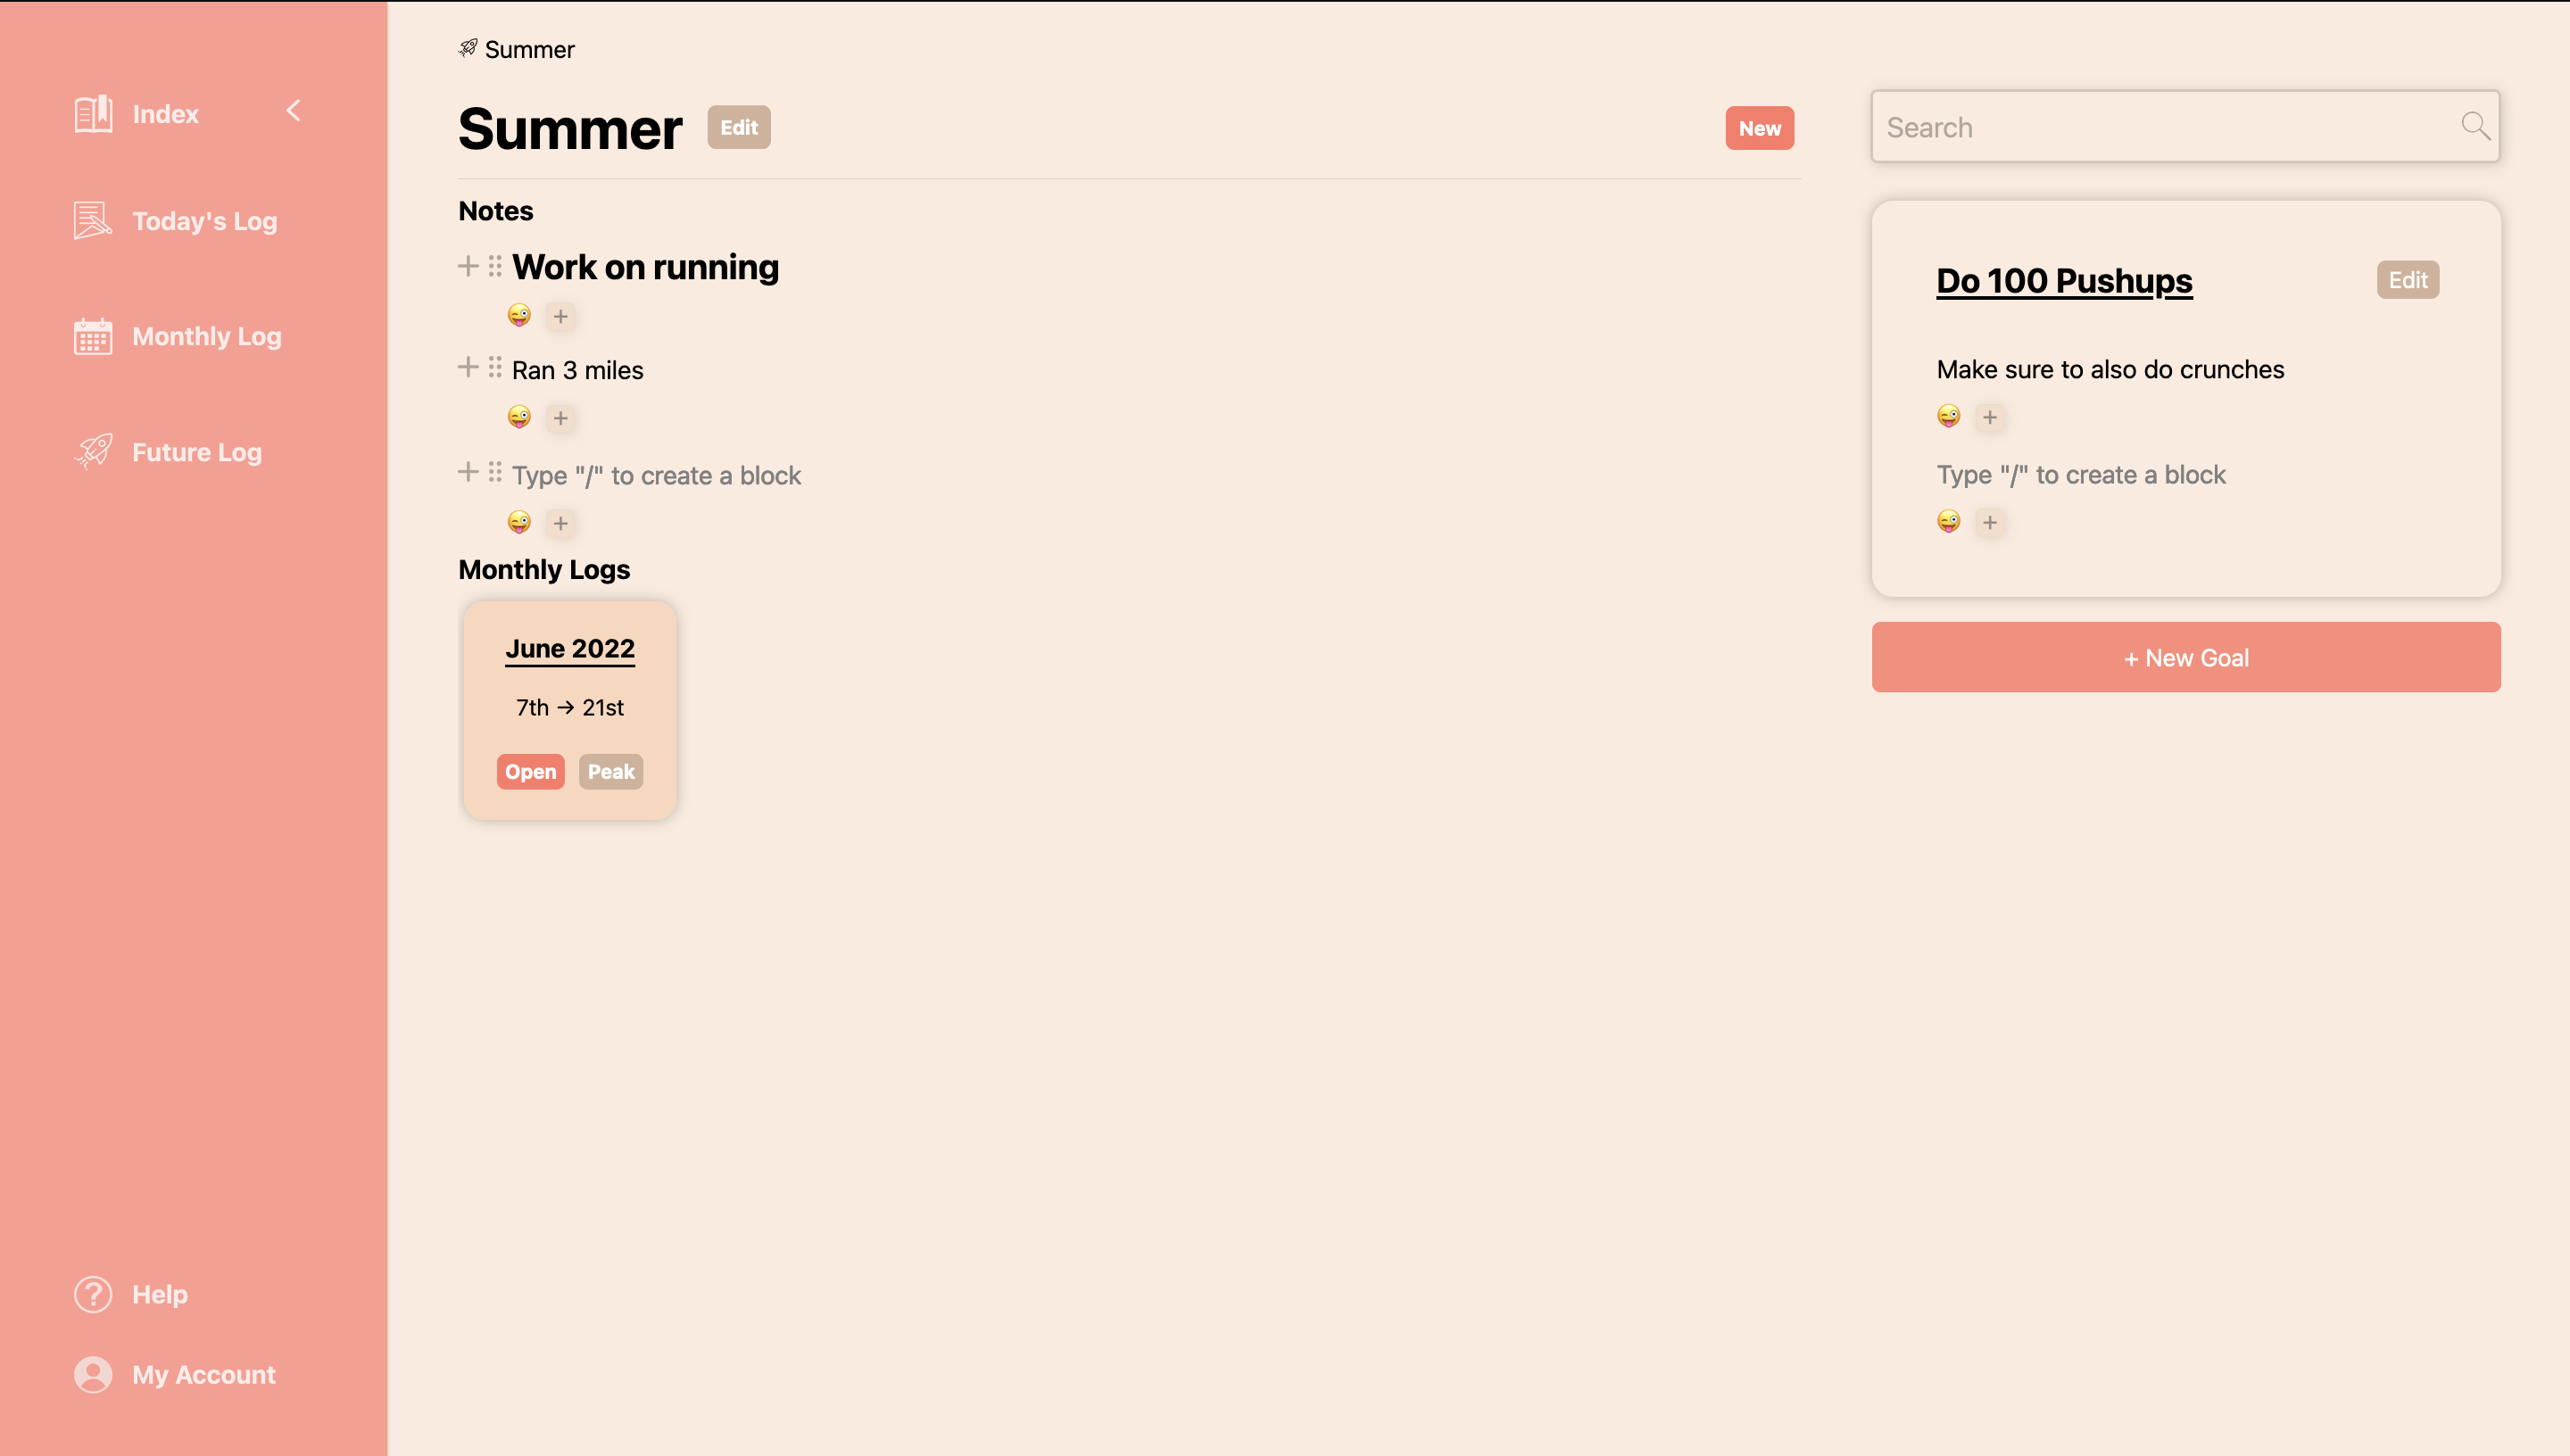 Index
Today's Log
Monthly Log
Future Log
Help
My Account
Summer
Summer Edit New
Notes
Work on running
Ran 3 miles
Type "/" to create a block
Monthly Logs
June 2022
7th → 21st
Open Peak
Search
Do 100 Pushups Edit
Make sure to also do crunches
Type "/" to create a block
+ New Goal